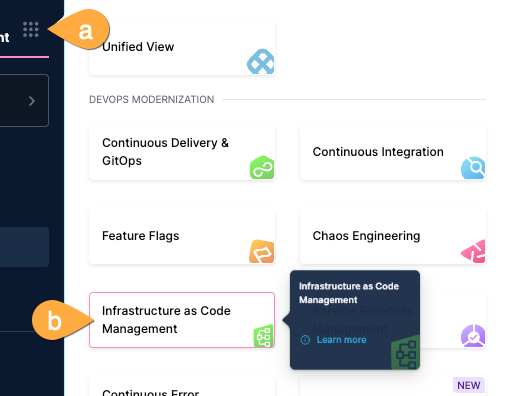 nt
a
Unified View
DEVOPS MODERNIZATION
Continuous Delivery &
GitOps
Continuous Integration
Feature Flags
Chaos Engineering
b
Infrastructure as Code
Management
Infrastructure as Code
Management
Learn more
Service Reliability
Management
Continuous Error
NEW